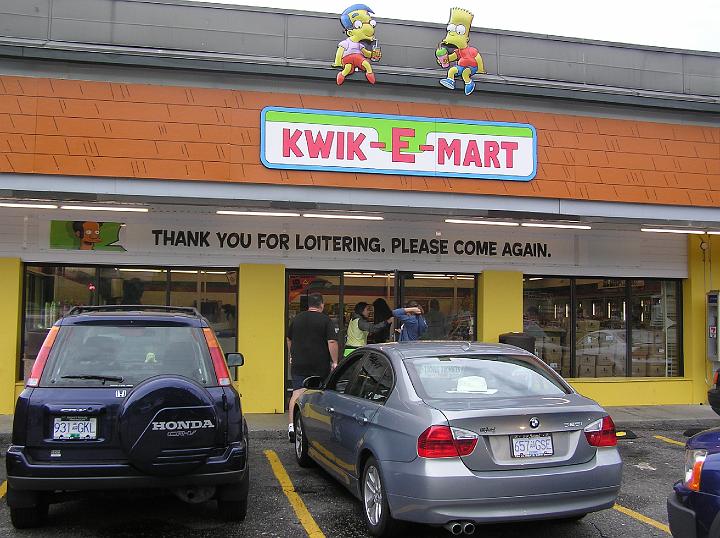 KWIK-E-MART
THANK YOU FOR LOITERING. PLEASE COME AGAIN.
HONDA
CR-V
931 GKL
657 GSE